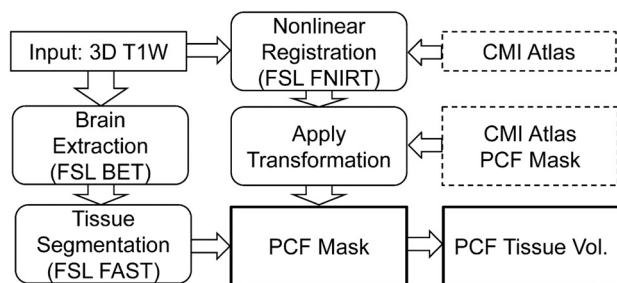 Input: 3D T1W
Nonlinear
Registration
(FSL FNIRT)
CMI Atlas
Brain
Extraction
(FSL BET)
Apply
Transformation
CMI Atlas
PCF Mask
Tissue
Segmentation
(FSL FAST)
PCF Mask
PCF Tissue Vol.